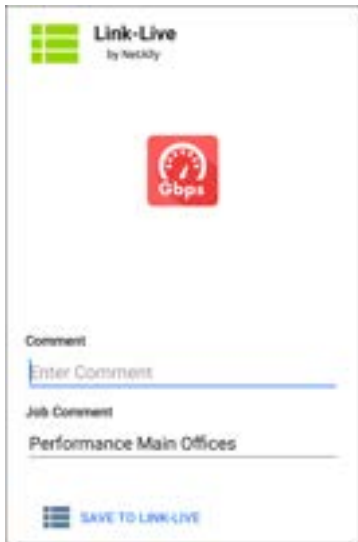 Link-Live
by NetAlly
Gbps
Comment
Enter Comment
Job Comment
Performance Main Offices
SAVE TO LINK-LIVE